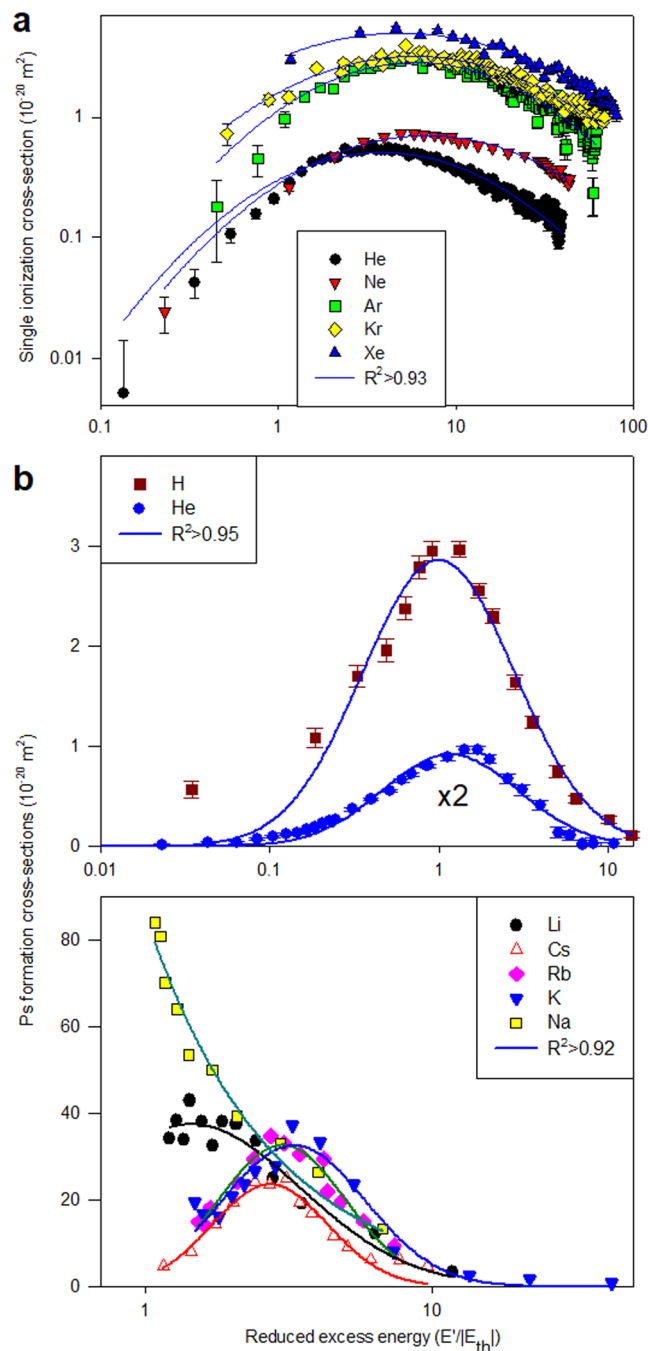 a
Single ionization cross-section (10⁻²⁰ m²)
1
0.1
0.01
He
Ne
Ar
Kr
Xe
R²>0.93
0.1
1
10
100
b
Ps formation cross-sections (10⁻²⁰ m²)
H
He
R²>0.95
3
2
1
0
x2
0.01
0.1
1
10
80
60
40
20
0
Li
Cs
Rb
K
Na
R²>0.92
1
10
Reduced excess energy (E'/|E_th|)